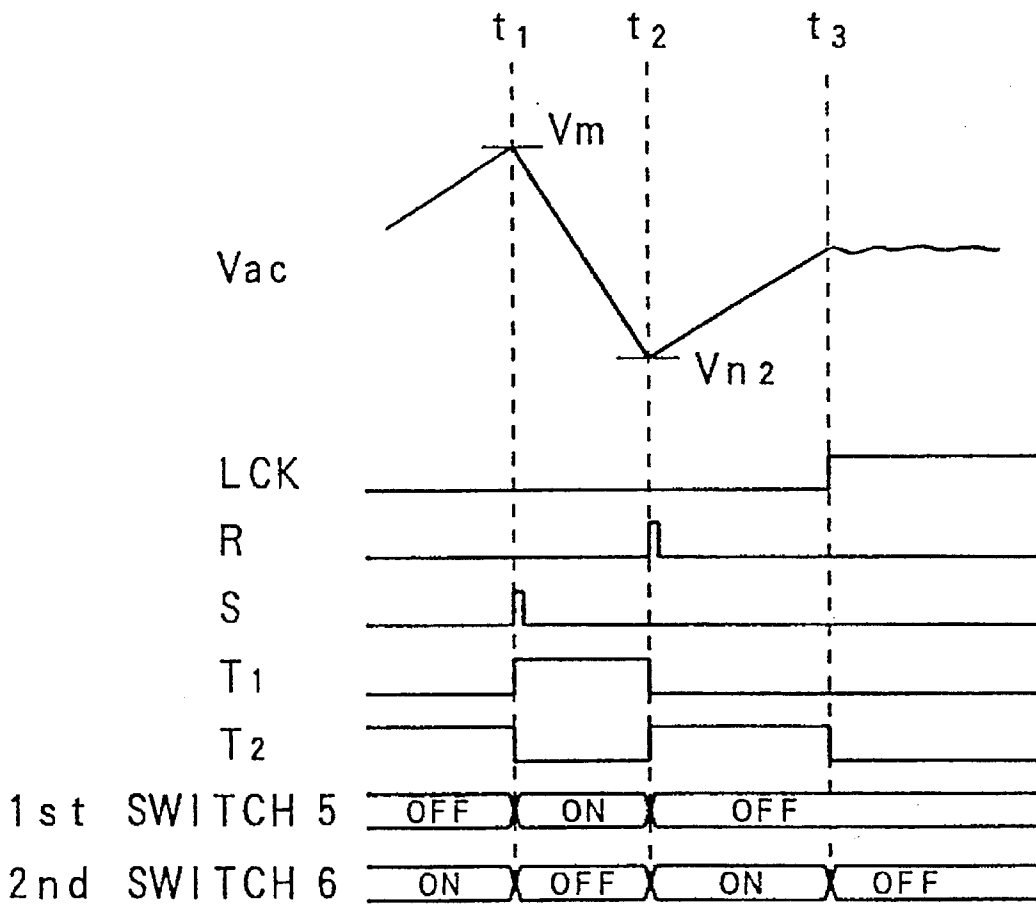 t1 t2 t3
Vm
Vac
Vn2
LCK
R
S
T1
T2
1st SWITCH 5 OFF ON OFF
2nd SWITCH 6 ON OFF ON OFF